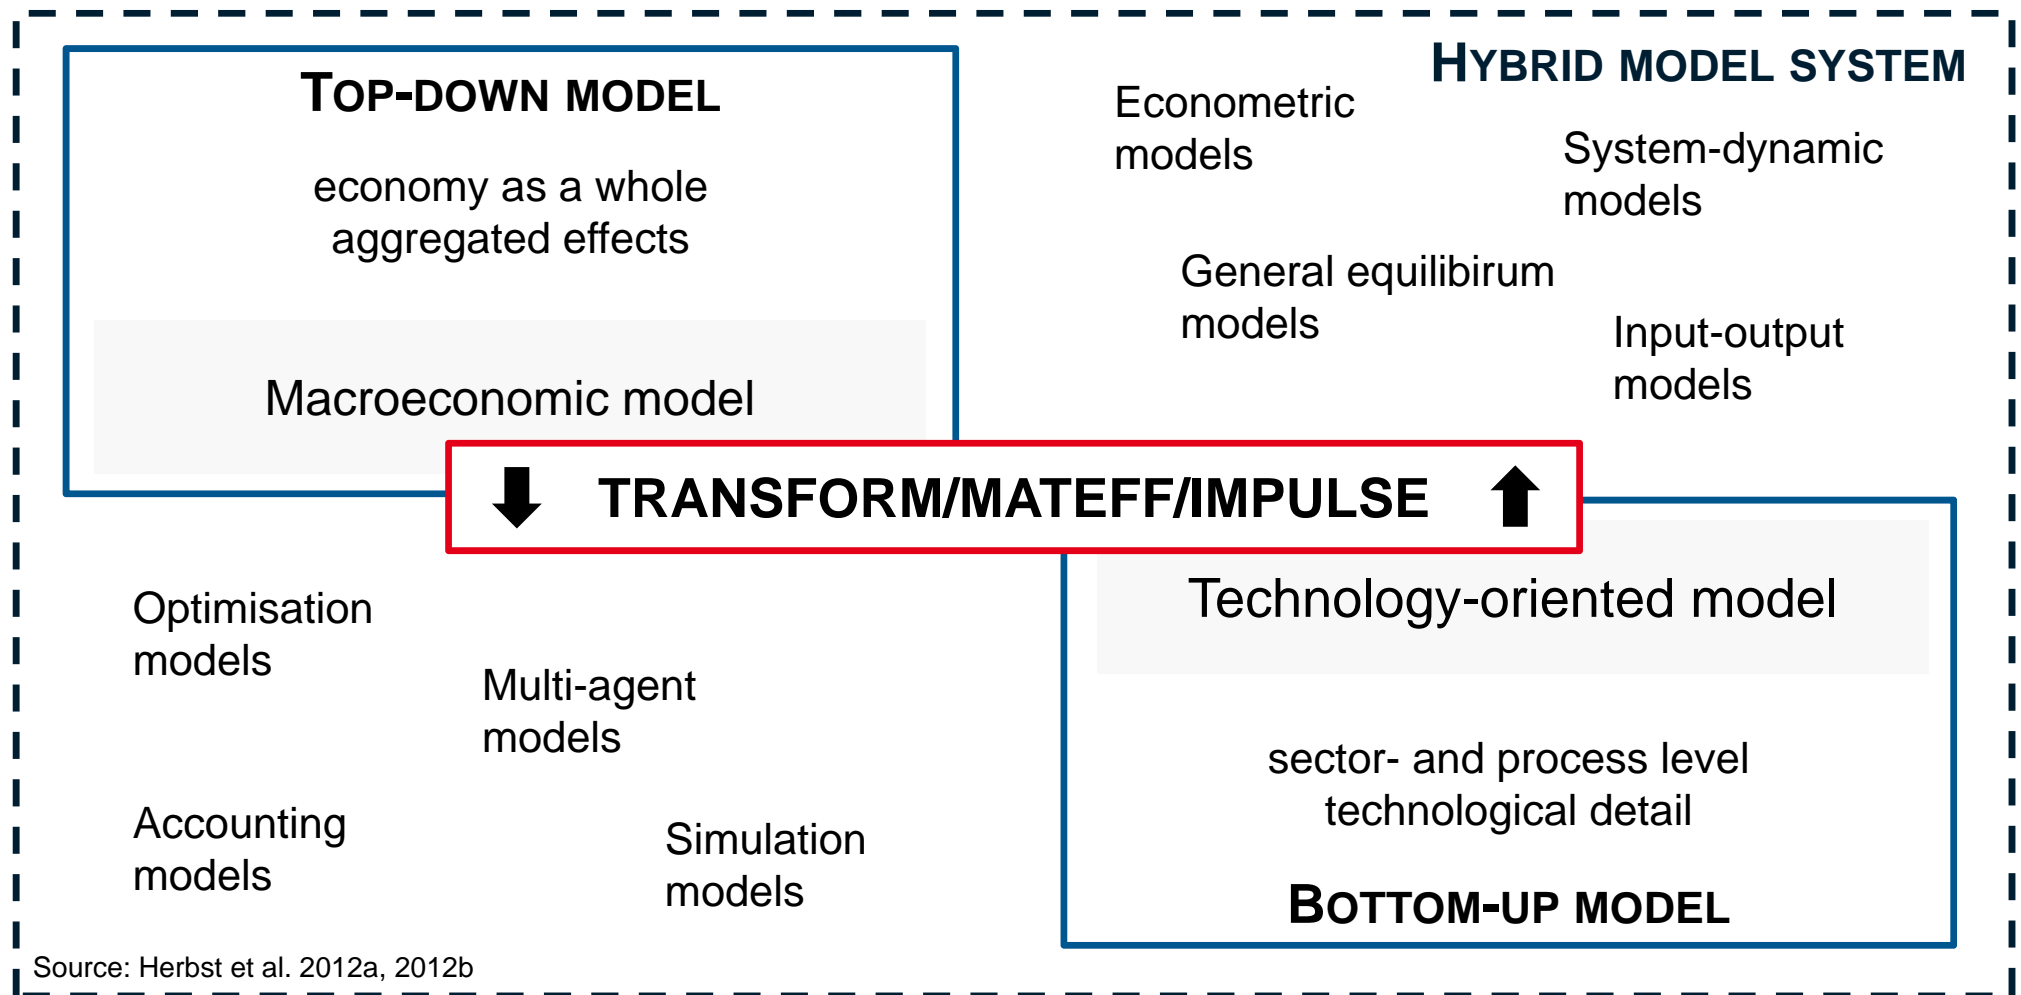 TOP-DOWN MODEL
economy as a whole
aggregated effects
Macroeconomic model
HYBRID MODEL SYSTEM
Econometric
models
System-dynamic
models
General equilibirum
models
Input-output
models
TRANSFORM/MATEFF/IMPULSE
Optimisation
models
Multi-agent
models
Accounting
models
Simulation
models
Technology-oriented model
sector- and process level
technological detail
BOTTOM-UP MODEL
Source: Herbst et al. 2012a, 2012b